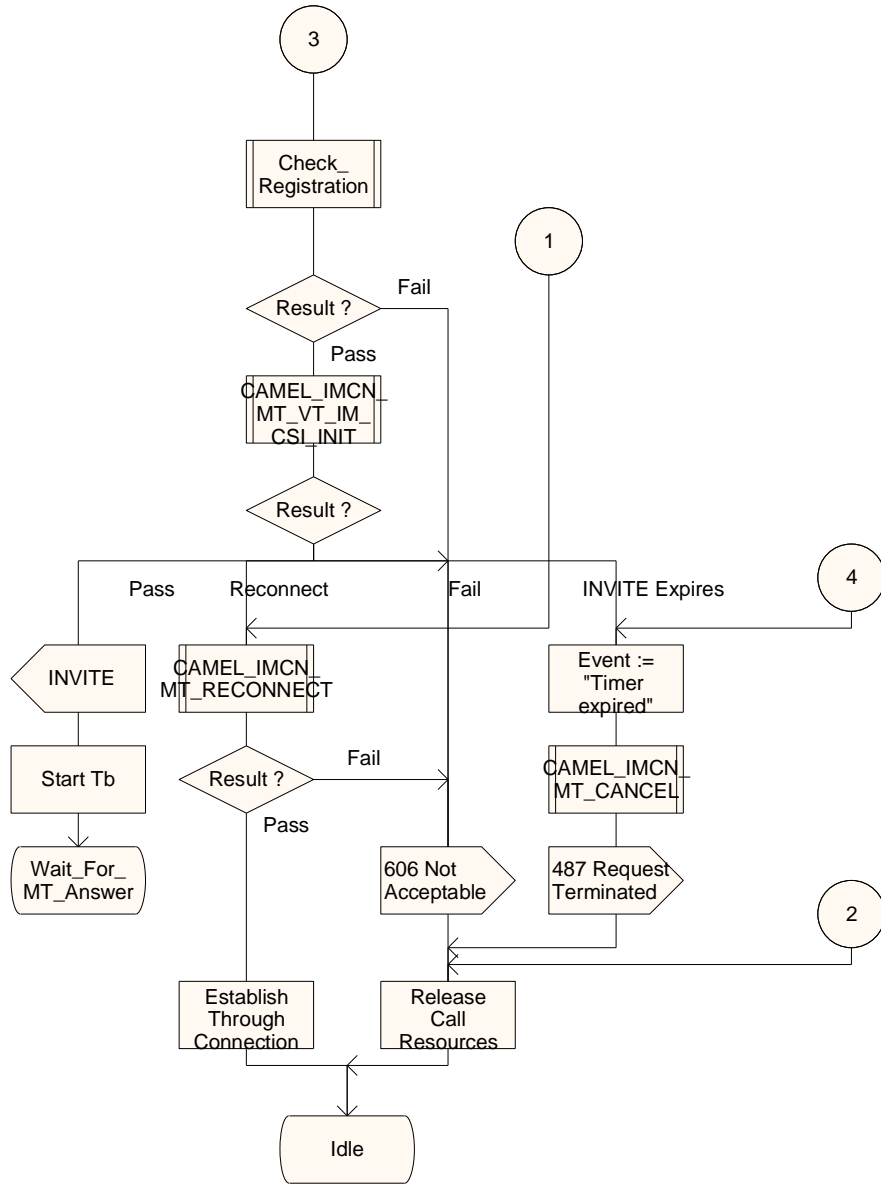 3
Check_
Registration
1
Result ?
Fail
Pass
CAMEL_IMCN_
MT_VT_IM_
CSI_INIT
Result ?
4
Pass
Reconnect
Fail
INVITE Expires
INVITE
CAMEL_IMCN_
MT_RECONNECT
Event :=
"Timer
expired"
Start Tb
Result ?
Fail
CAMEL_IMCN_
MT_CANCEL
Pass
Wait_For_
MT_Answer
606 Not
Acceptable
487 Request
Terminated
2
Establish
Through
Connection
Release
Call
Resources
Idle